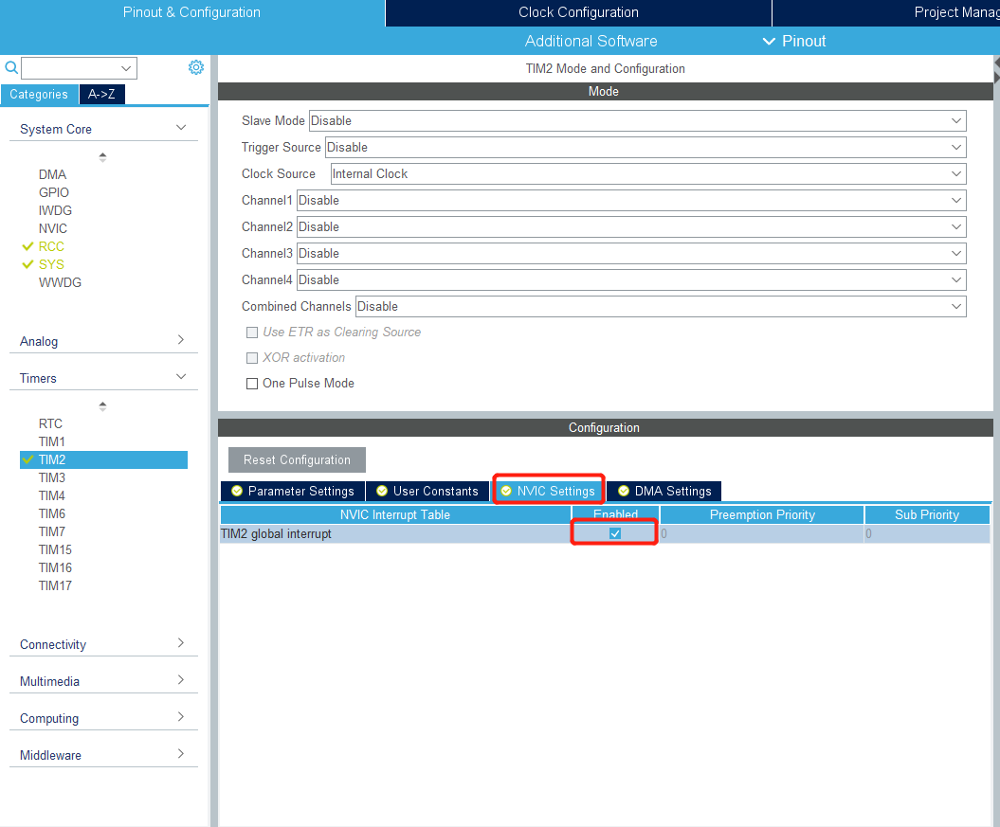 Pinout & Configuration
Clock Configuration
Project Manag
Additional Software
Pinout
Categories
A->Z
System Core
DMA
GPIO
IWDG
NVIC
RCC
SYS
WWDG
Analog
Timers
RTC
TIM1
TIM2
TIM3
TIM4
TIM6
TIM7
TIM15
TIM16
TIM17
Connectivity
Multimedia
Computing
Middleware
TIM2 Mode and Configuration
Mode
Slave Mode Disable
Trigger Source Disable
Clock Source Internal Clock
Channel1 Disable
Channel2 Disable
Channel3 Disable
Channel4 Disable
Combined Channels Disable
Use ETR as Clearing Source
XOR activation
One Pulse Mode
Configuration
Reset Configuration
Parameter Settings
User Constants
NVIC Settings
DMA Settings
NVIC Interrupt Table Enabled Preemption Priority Sub Priority
TIM2 global interrupt 0 0